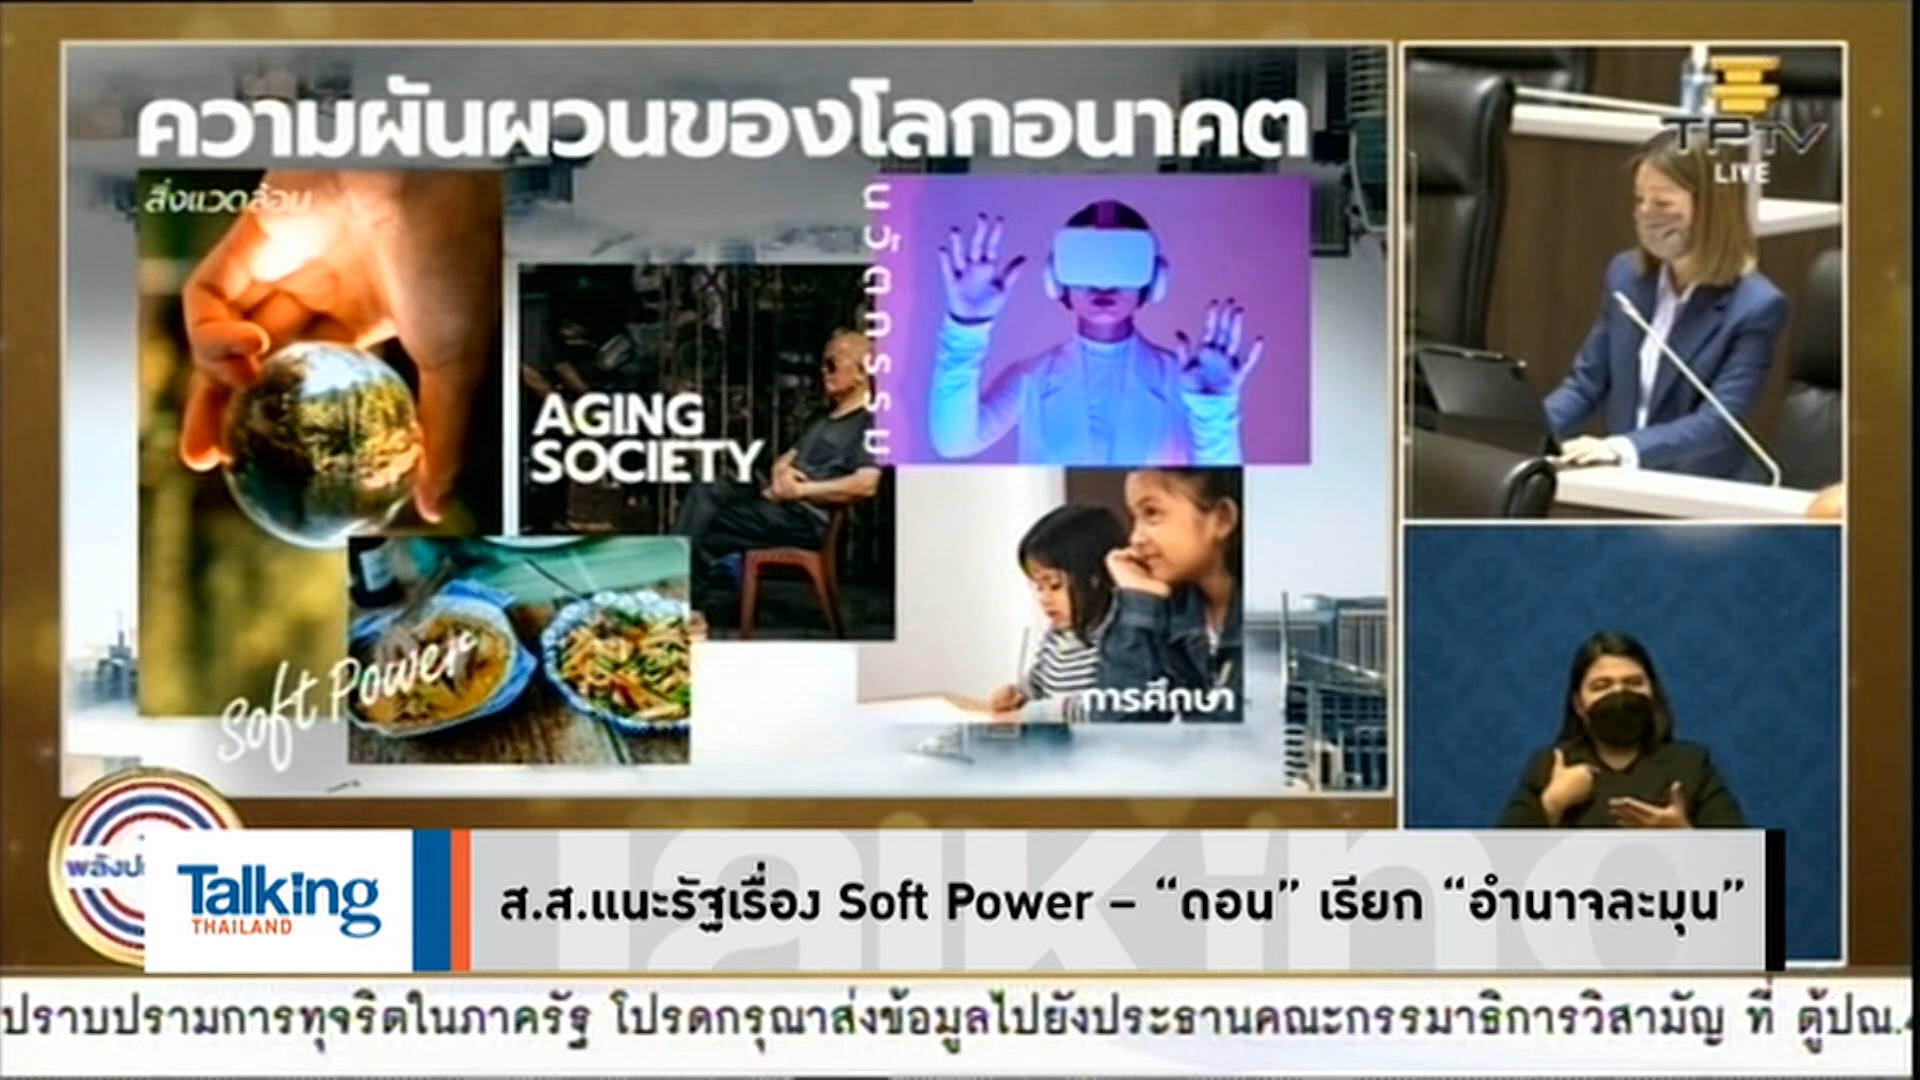 ความผันผวนของโลกอนาคต
สิ่งแวดล้อม
AGING
SOCIETY
การศึกษา
Soft Power
TPTV
LIVE
พลังป
Talking
THAILAND
ส.ส.แนะรัฐเรื่อง Soft Power – “ดอน” เรียก “อำนาจละมุน”
ปราบปรามการทุจริตในภาครัฐ โปรดกรุณาส่งข้อมูลไปยังประธานคณะกรรมาธิการวิสามัญ ที่ ตู้ปณ.